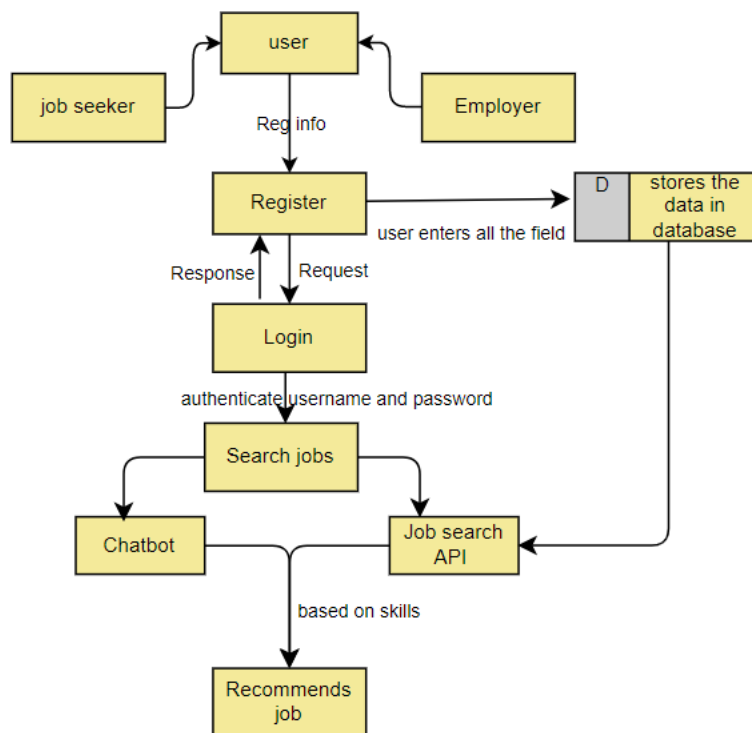 user
job seeker
Employer
Reg info
Register
D
stores the
data in
database
user enters all the field
Response
Request
Login
authenticate username and password
Search jobs
Chatbot
Job search
API
based on skills
Recommends
job